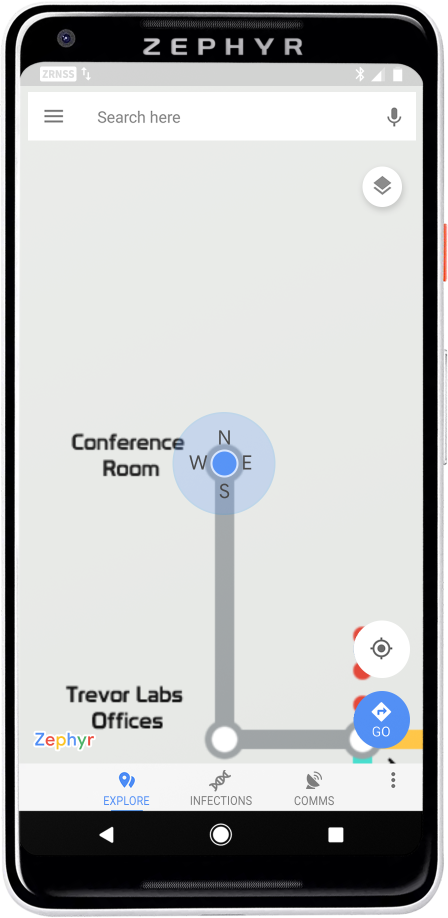 ZEPHYR
ZRNSS
Search here
Conference
Room
N
W E
S
Trevor Labs
Offices
Zephyr
GO
EXPLORE INFECTIONS COMMS